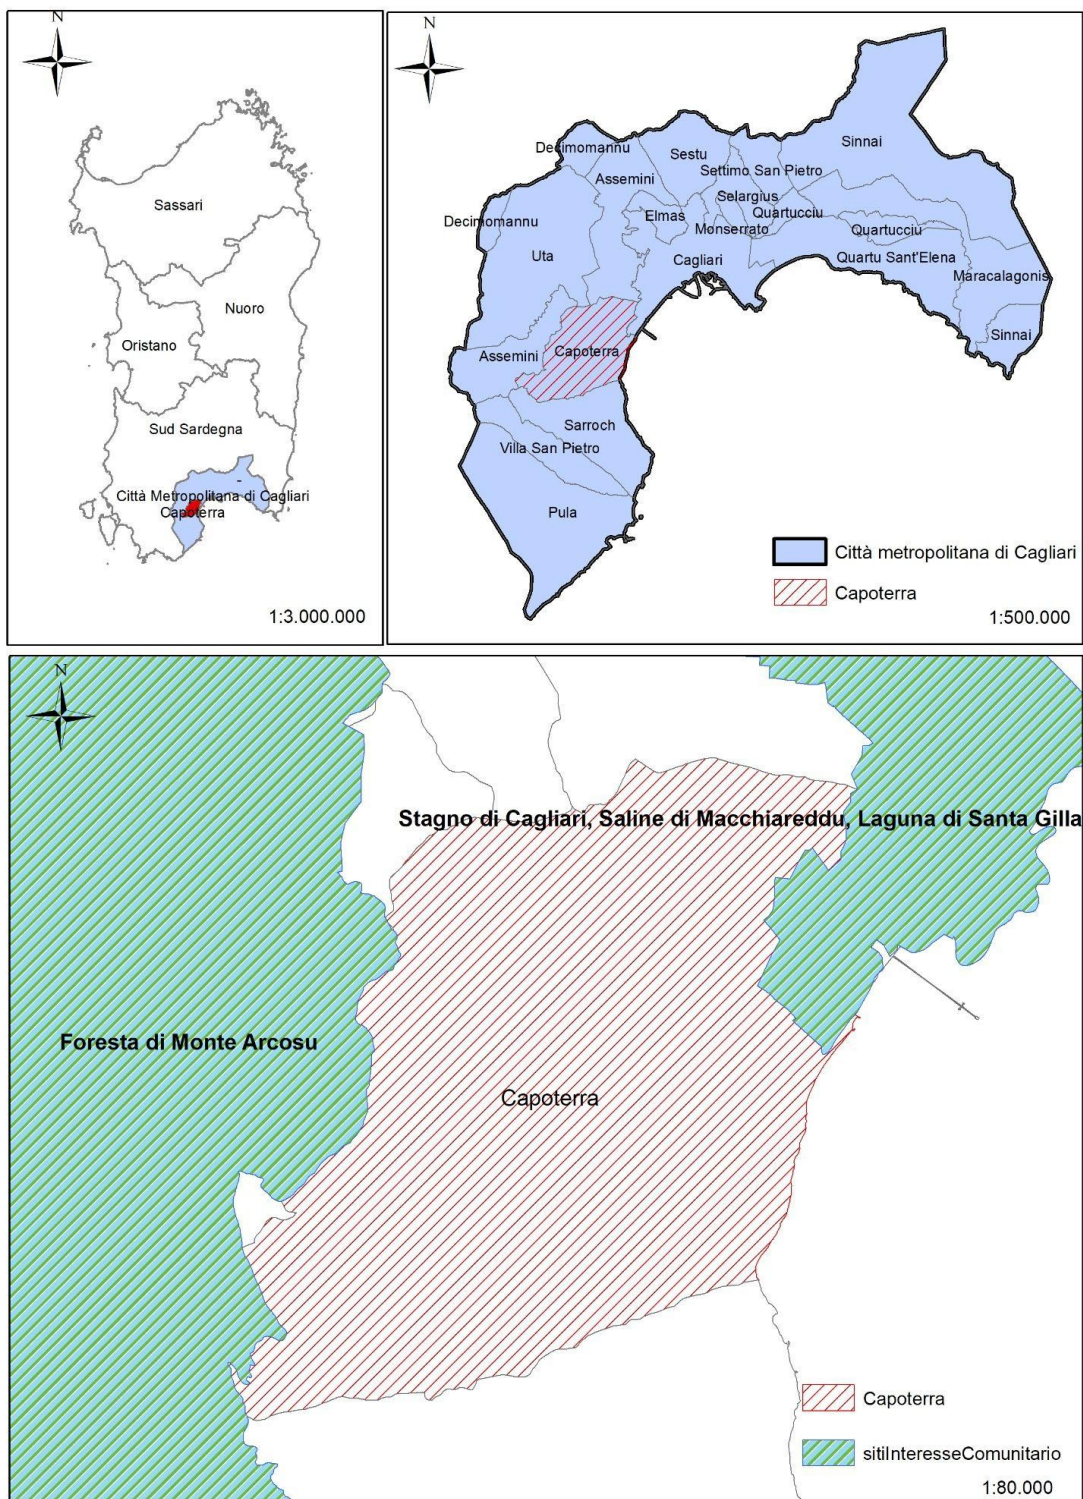 N
Sassari
Nuoro
Oristano
Sud Sardegna
Città Metropolitana di Cagliari
Capoterra
1:3.000.000
N
Sinnai
Decimomannu
Sestu
Assemini
Settimo San Pietro
Selargius
Elmas
Quartucciu
Decimomannu
Monserrato
Quartucciu
Uta
Cagliari
Quartu Sant'Elena
Maracalagonis
Sinnai
Assemini
Capoterra
Sarroch
Villa San Pietro
Pula
Città metropolitana di Cagliari
Capoterra
1:500.000
N
Stagno di Cagliari, Saline di Macchiareddu, Laguna di Santa Gilla
Foresta di Monte Arcosu
Capoterra
Capoterra
sitiInteresseComunitario
1:80.000